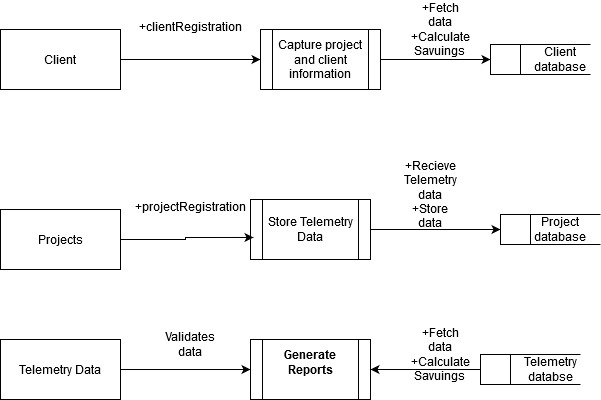 +clientRegistration
+Fetch
data
+Calculate
Savuings
Client
Capture project
and client
information
Client
database
+projectRegistration
+Recieve
Telemetry
data
+Store
data
Projects
Store Telemetry
Data
Project
database
Validates
data
+Fetch
data
+Calculate
Savuings
Telemetry Data
Generate
Reports
Telemetry
databse